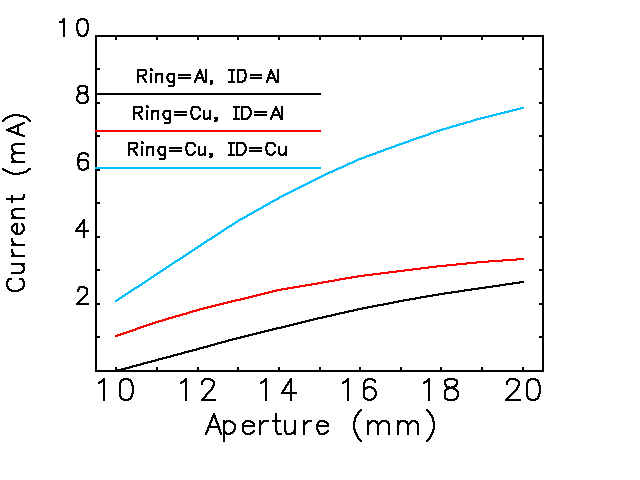 10
Ring=Al, ID=Al
8
Ring=Cu, ID=Al
Ring=Cu, ID=Cu
6
Current (mA)
4
2
10 12 14 16 18 20
Aperture (mm)